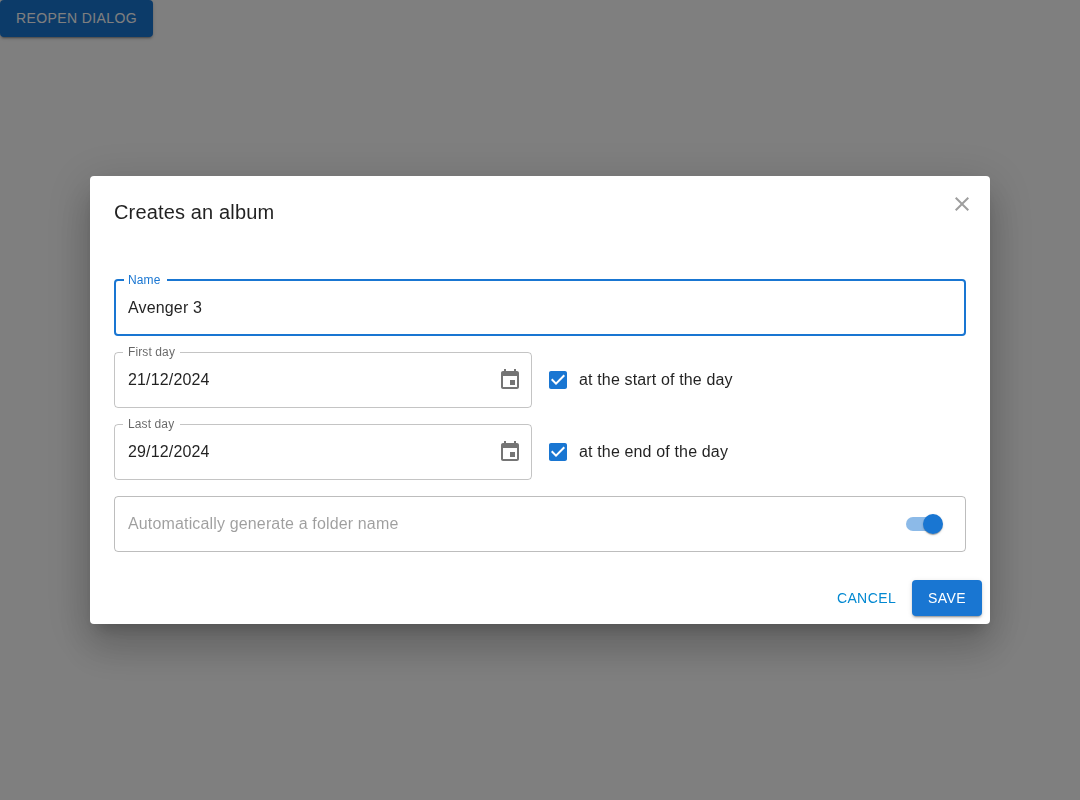 REOPEN DIALOG
Creates an album
Name
Avenger 3
First day
21/12/2024
at the start of the day
Last day
29/12/2024
at the end of the day
Automatically generate a folder name
CANCEL
SAVE